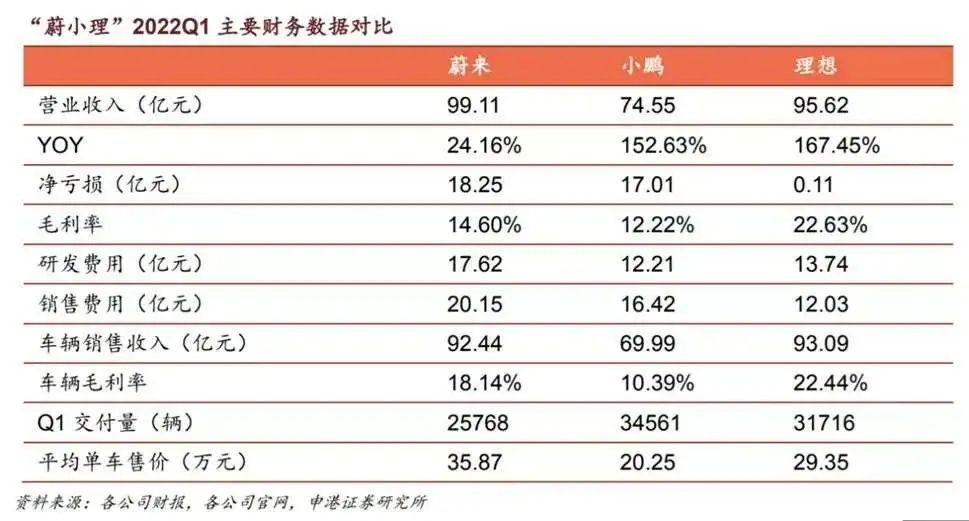 “蔚小理”2022Q1 主要财务数据对比
蔚来 小鹏 理想
营业收入（亿元） 99.11 74.55 95.62
YOY 24.16% 152.63% 167.45%
净亏损（亿元） 18.25 17.01 0.11
毛利率 14.60% 12.22% 22.63%
研发费用（亿元） 17.62 12.21 13.74
销售费用（亿元） 20.15 16.42 12.03
车辆销售收入（亿元） 92.44 69.99 93.09
车辆毛利率 18.14% 10.39% 22.44%
Q1 交付量（辆） 25768 34561 31716
平均单车售价（万元） 35.87 20.25 29.35
资料来源：各公司财报，各公司官网，申港证券研究所